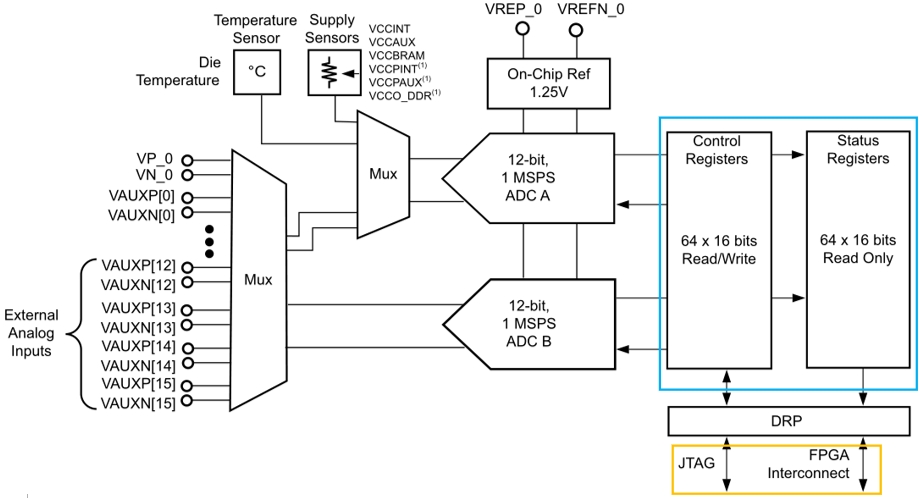 VREP_0 VREFN_0
Temperature
Sensor
Supply
Sensors
VCCINT
VCCAUX
VCCBRAM
VCCPINT(1)
VCCPAUX(1)
VCCO_DDR(1)
Die
Temperature
°C
On-Chip Ref
1.25V
VP_0
VN_0
VAUXP[0]
VAUXN[0]
VAUXP[12]
VAUXN[12]
VAUXP[13]
VAUXN[13]
VAUXP[14]
VAUXN[14]
VAUXP[15]
VAUXN[15]
External
Analog
Inputs
Mux
Mux
12-bit,
1 MSPS
ADC A
12-bit,
1 MSPS
ADC B
Control
Registers
64 x 16 bits
Read/Write
Status
Registers
64 x 16 bits
Read Only
DRP
JTAG
FPGA
Interconnect